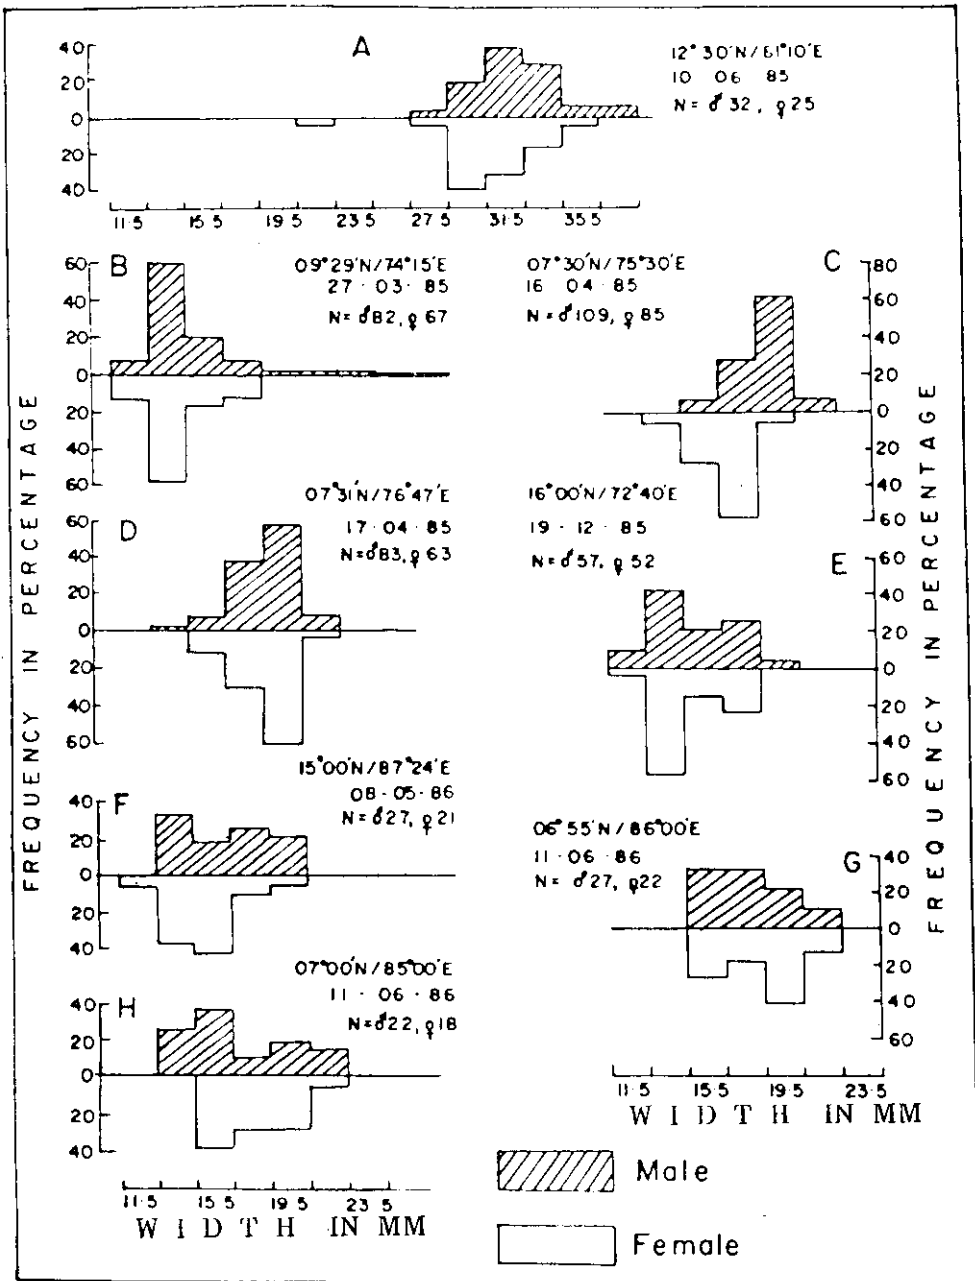 A
12°30'N/61°10'E
10 06 85
N = ♂32, ♀25
40
20
0
20
40
11.5 15.5 19.5 23.5 27.5 31.5 35.5
B
09°29'N/74°15'E
27 · 03 · 85
N = ♂82, ♀67
60
40
20
0
20
40
60
07°30'N/75°30'E
16 04 · 85
N = ♂109, ♀85
C
80
60
40
20
0
20
40
60
D
07°31'N/76°47'E
17 · 04 · 85
N = ♂83, ♀63
60
40
20
0
20
40
60
16°00'N/72°40'E
19 · 12 · 85
N = ♂57, ♀52
E
40
20
0
20
40
60
F
15°00'N/87°24'E
08 · 05 · 86
N = ♂27, ♀21
40
20
0
20
40
06°55'N/86°00'E
11 · 06 · 86
N = ♂27, ♀22
G
40
20
0
20
40
60
H
07°00'N/85°00'E
11 · 06 · 86
N = ♂22, ♀18
40
20
0
20
40
11.5 15.5 19.5 23.5
WIDTH IN MM
11.5 15.5 19.5 23.5
WIDTH IN MM
FREQUENCY IN PERCENTAGE
FREQUENCY IN PERCENTAGE
Male
Female